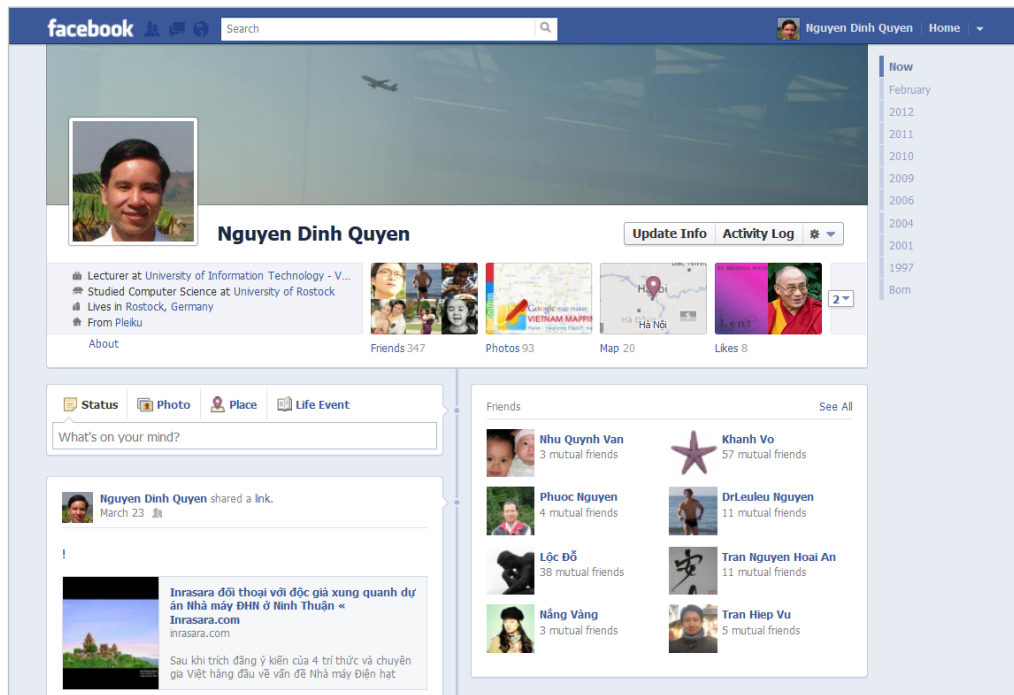 facebook
Search
Nguyen Dinh Quyen
Home
Now
February
2012
2011
2010
2009
2006
2004
2001
1997
Born
Nguyen Dinh Quyen
Update Info
Activity Log
Lecturer at University of Information Technology - V...
Studied Computer Science at University of Rostock
Lives in Rostock, Germany
From Pleiku
About
Google map maker
VIETNAM MAPPIN
Hà Nội
Lent
2
Friends 347
Photos 93
Map 20
Likes 8
Status
Photo
Place
Life Event
What's on your mind?
Nguyen Dinh Quyen shared a link.
March 23
!
Inrasara đối thoại với độc giả xung quanh dự
án Nhà máy ĐHN ở Ninh Thuận «
Inrasara.com
inrasara.com
Sau khi trích đăng ý kiến của 4 trí thức và chuyên
gia Việt hàng đầu về vấn đề Nhà máy Điện hạt
Friends
See All
Nhu Quynh Van
3 mutual friends
Khanh Vo
57 mutual friends
Phuoc Nguyen
4 mutual friends
DrLeuleu Nguyen
11 mutual friends
Lộc Đỗ
38 mutual friends
Tran Nguyen Hoai An
11 mutual friends
Nắng Vàng
3 mutual friends
Tran Hiep Vu
5 mutual friends